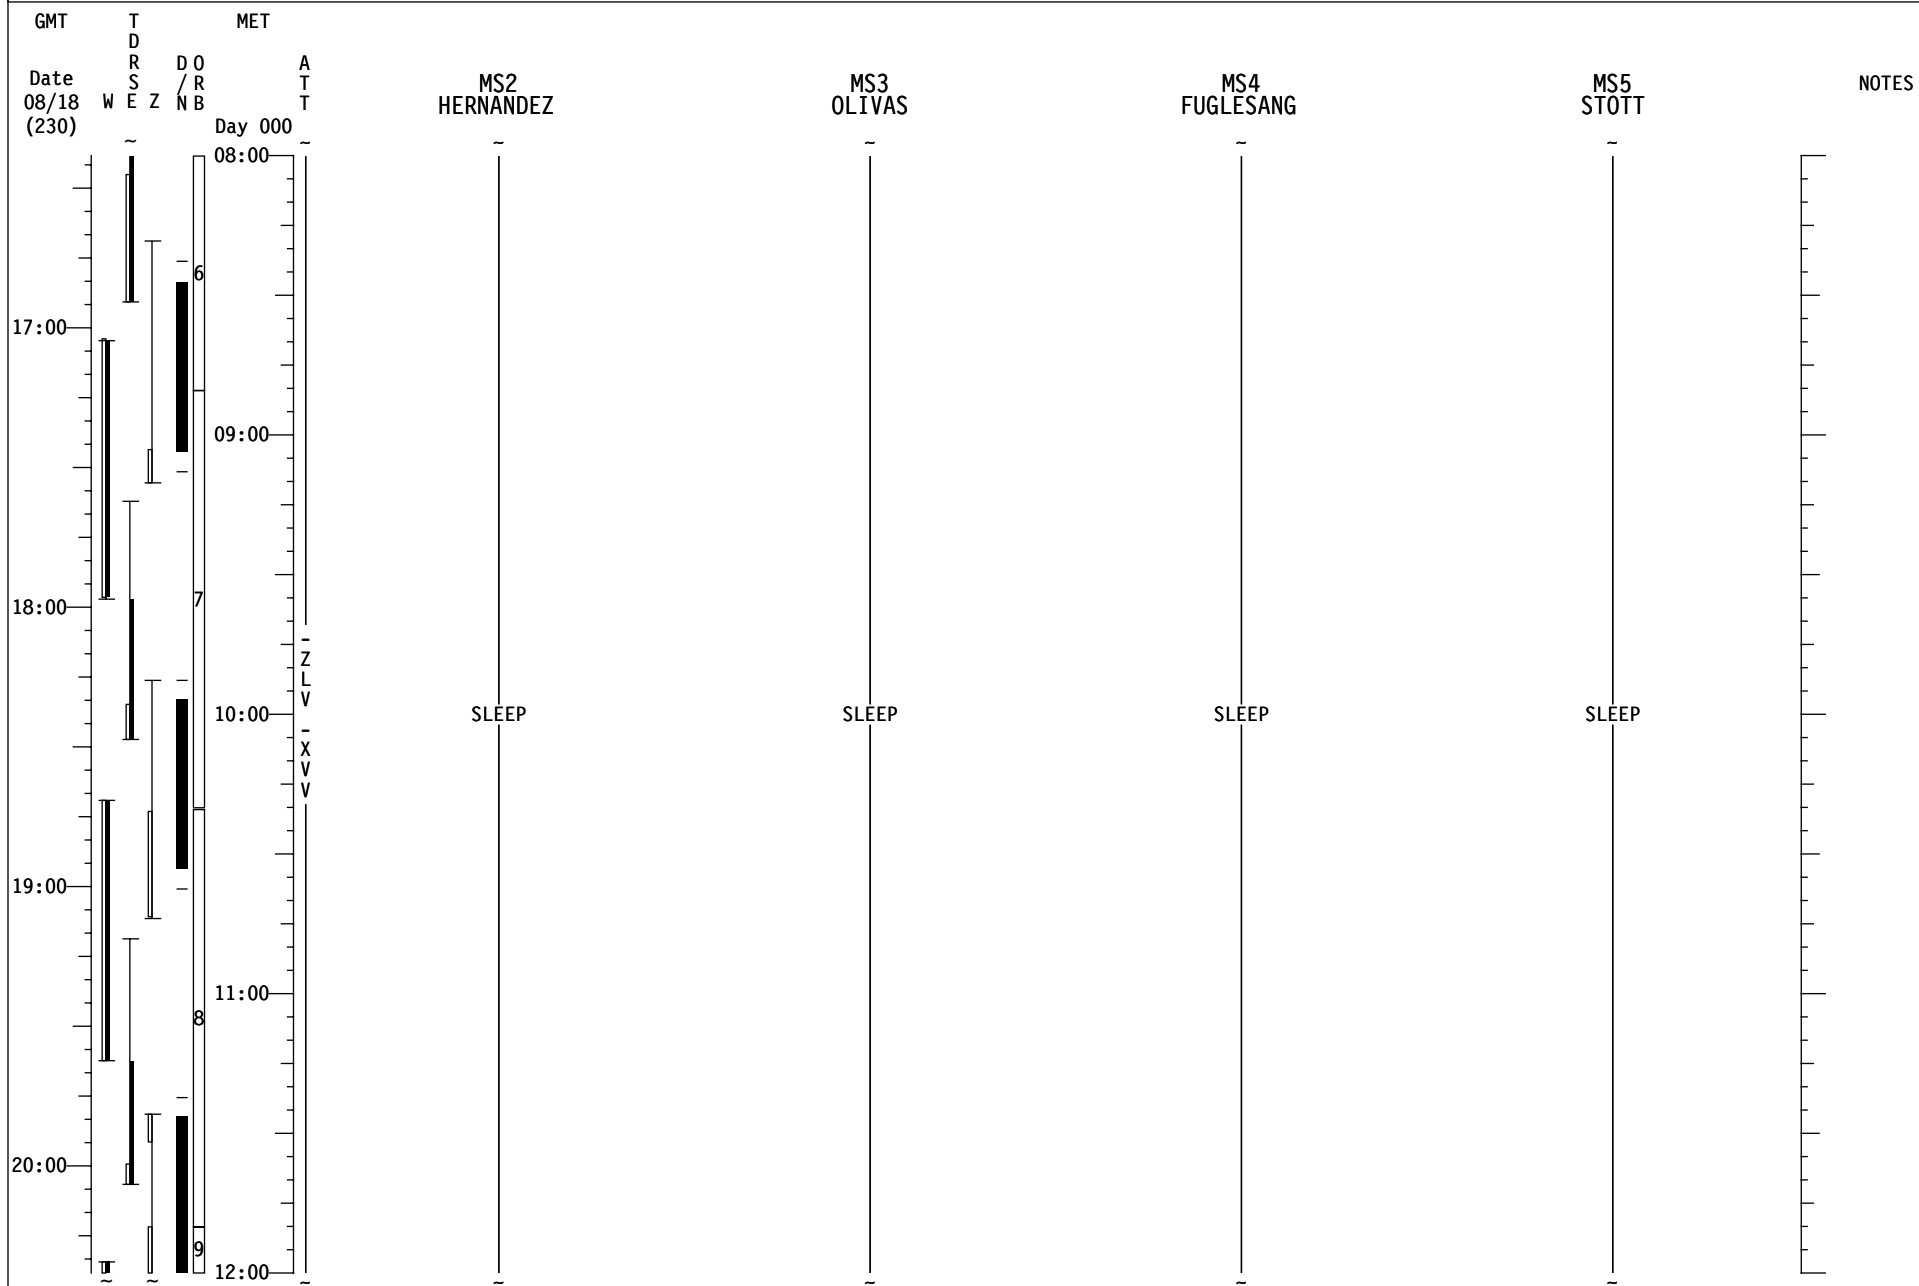 GMT
T
D
R
S
MET
Date
08/18
(230)
W E Z
D
/
N
O
R
B
Day 000
A
T
T
MS2
HERNANDEZ
MS3
OLIVAS
MS4
FUGLESANG
MS5
STOTT
NOTES
~ ~ ~ ~ ~ ~
08:00
6
17:00
09:00
7
18:00
-
Z
L
V
10:00
SLEEP SLEEP SLEEP SLEEP
-
X
V
V
19:00
11:00
8
20:00
9
12:00
~ ~ ~ ~ ~ ~ ~